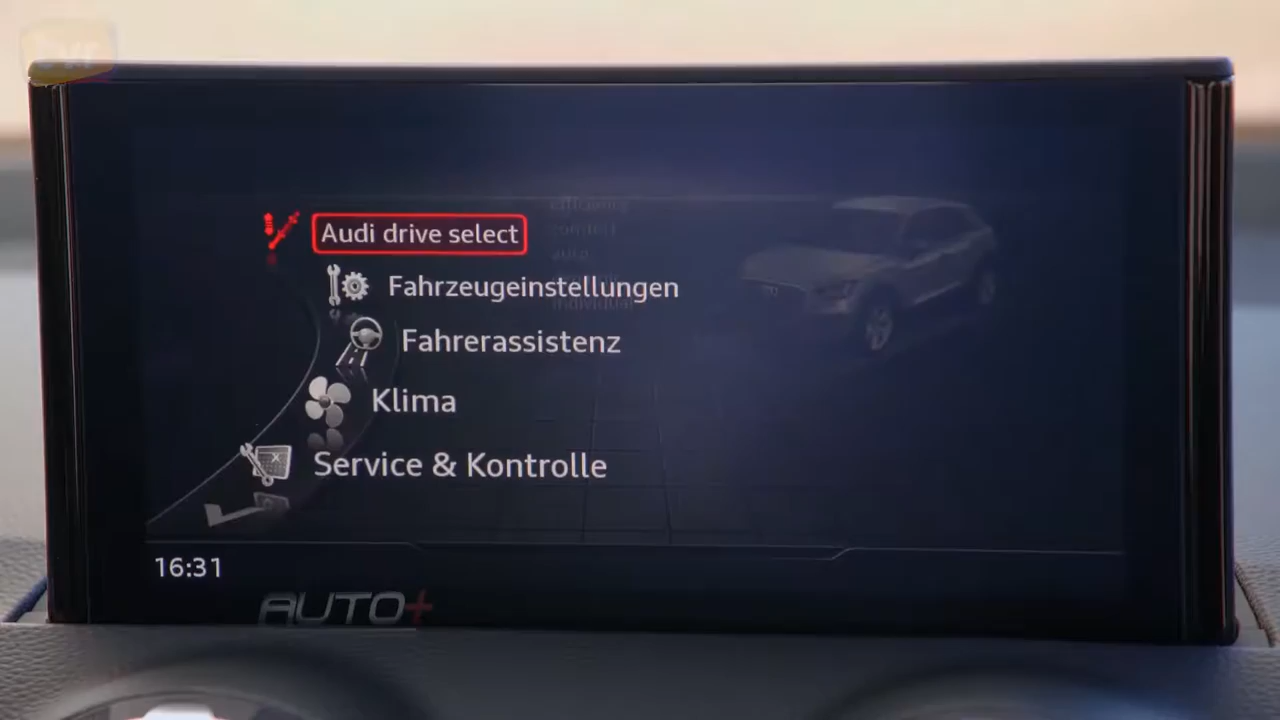 Audi drive select
Fahrzeugeinstellungen
Fahrerassistenz
Klima
Service & Kontrolle
16:31
AUTO+